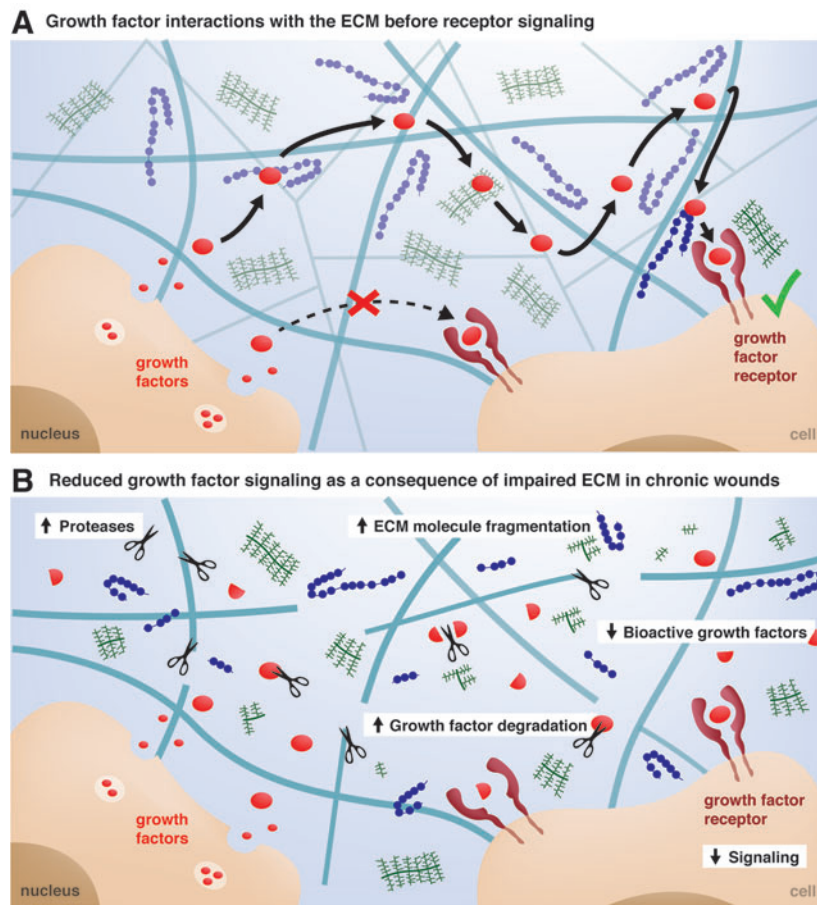 A Growth factor interactions with the ECM before receptor signaling
growth
factors
growth
factor
receptor
nucleus
cell
B Reduced growth factor signaling as a consequence of impaired ECM in chronic wounds
Proteases
ECM molecule fragmentation
Bioactive growth factors
Growth factor degradation
growth
factors
growth factor
receptor
Signaling
nucleus
cell